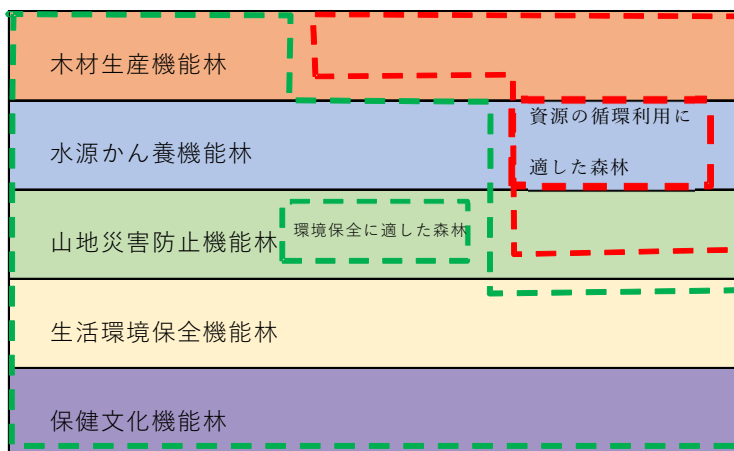 木材生産機能林
資源の循環利用に
水源かん養機能林
適した森林
環境保全に適した森林
山地災害防止機能林
生活環境保全機能林
保健文化機能林